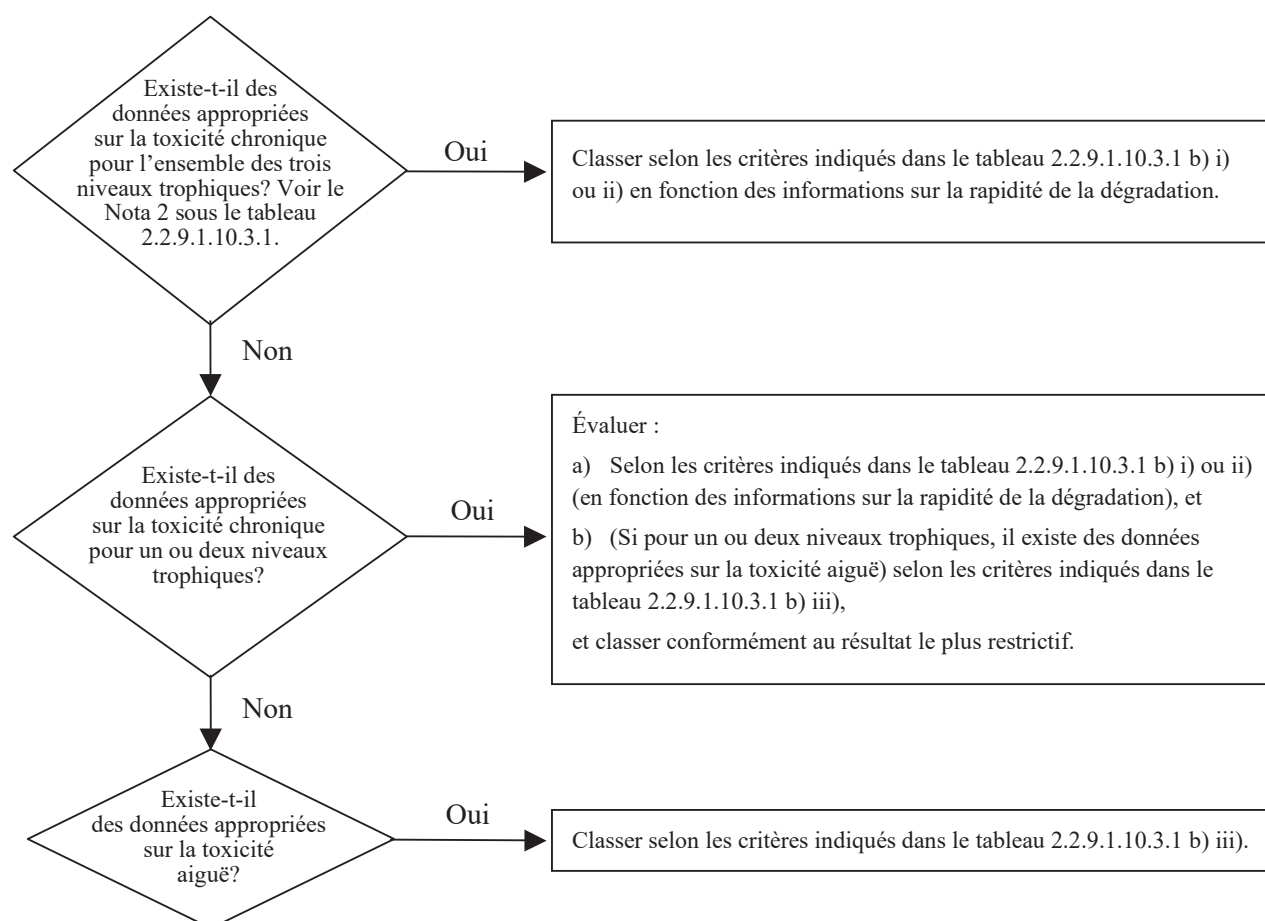 Existe-t-il des
données appropriées
sur la toxicité chronique
pour l'ensemble des trois
niveaux trophiques? Voir le
Nota 2 sous le tableau
2.2.9.1.10.3.1.
Oui
Classer selon les critères indiqués dans le tableau 2.2.9.1.10.3.1 b) i)
ou ii) en fonction des informations sur la rapidité de la dégradation.
Non
Existe-t-il des
données appropriées
sur la toxicité chronique
pour un ou deux niveaux
trophiques?
Oui
Évaluer :
a) Selon les critères indiqués dans le tableau 2.2.9.1.10.3.1 b) i) ou ii)
(en fonction des informations sur la rapidité de la dégradation), et
b) (Si pour un ou deux niveaux trophiques, il existe des données
appropriées sur la toxicité aiguë) selon les critères indiqués dans le
tableau 2.2.9.1.10.3.1 b) iii),
et classer conformément au résultat le plus restrictif.
Non
Existe-t-il
des données appropriées
sur la toxicité
aiguë?
Oui
Classer selon les critères indiqués dans le tableau 2.2.9.1.10.3.1 b) iii).